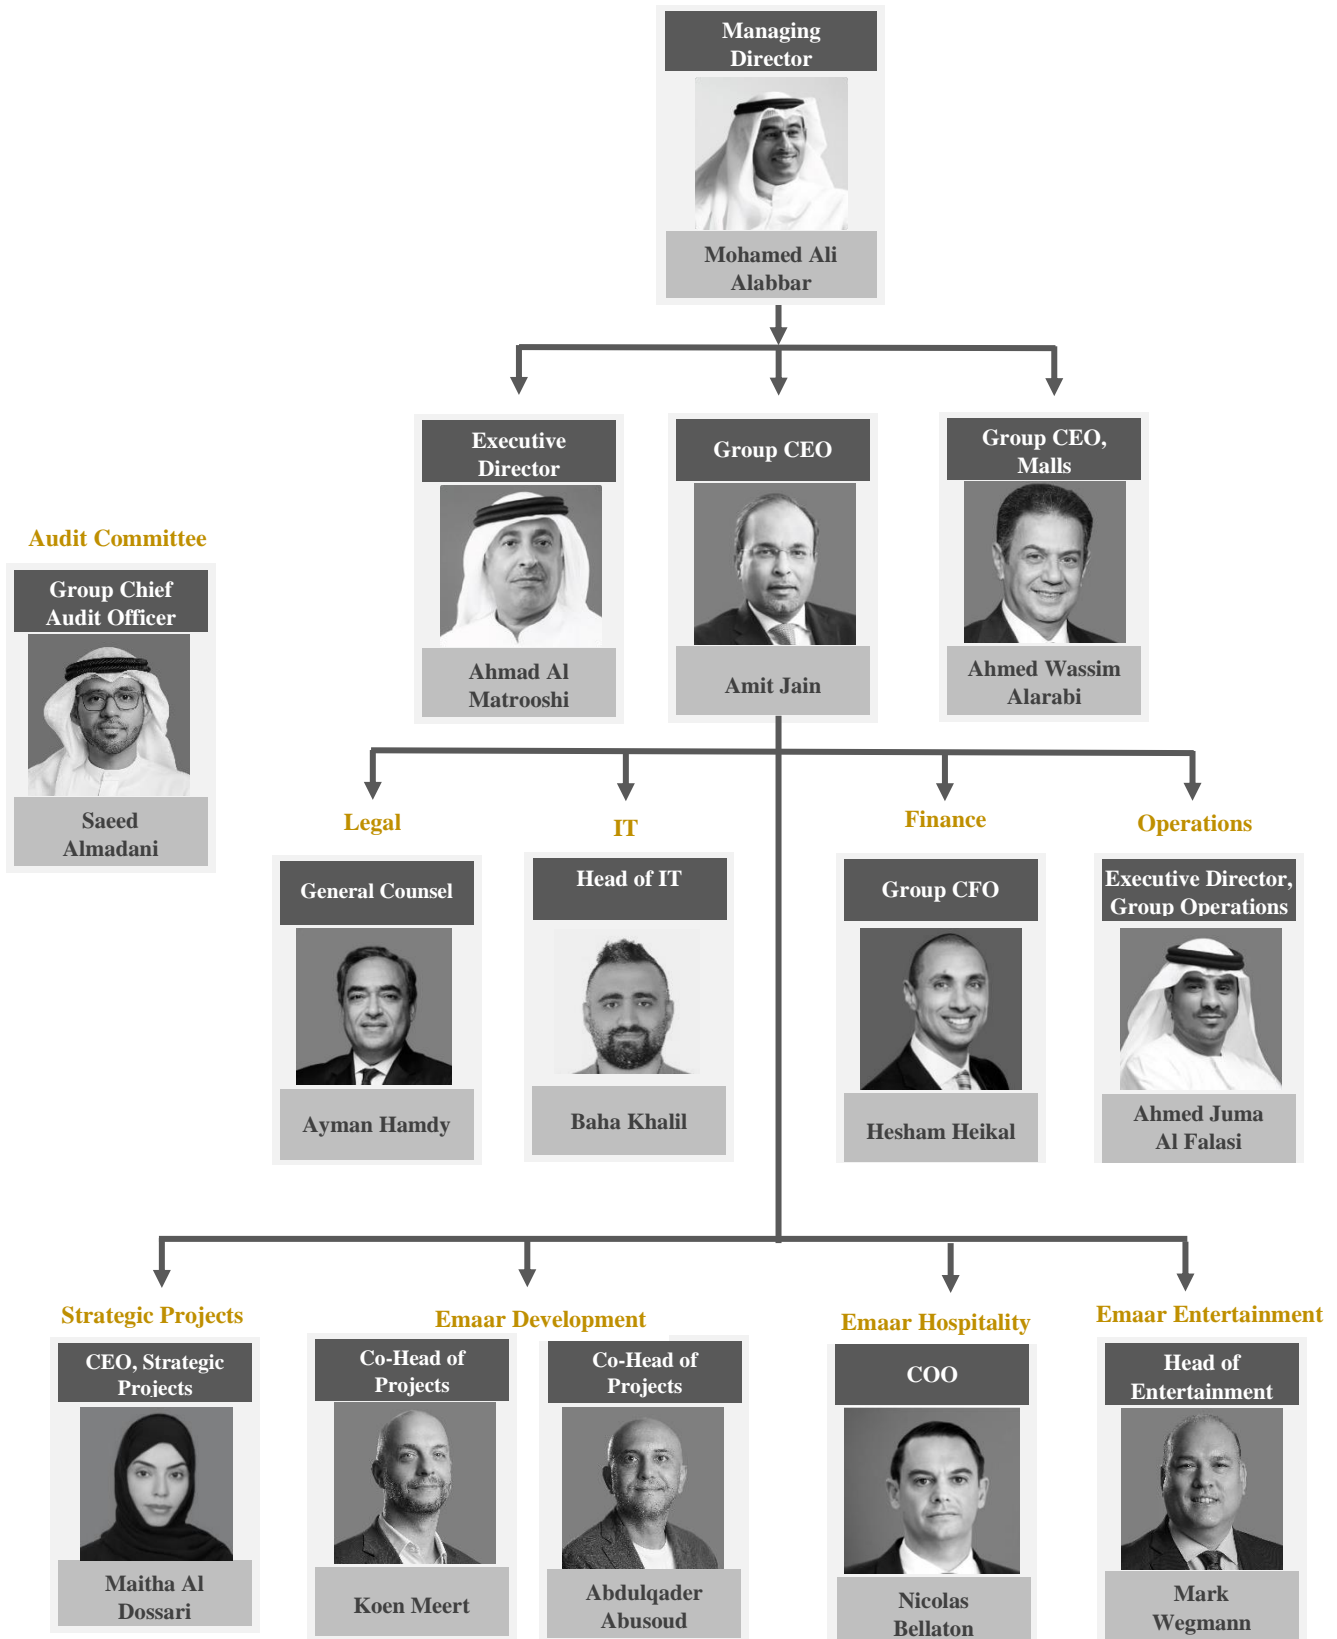 Managing
Director
Mohamed Ali
Alabbar
Executive
Director
Ahmad Al
Matrooshi
Group CEO
Amit Jain
Group CEO,
Malls
Ahmed Wassim
Alarabi
Audit Committee
Group Chief
Audit Officer
Saeed
Almadani
Legal
General Counsel
Ayman Hamdy
IT
Head of IT
Baha Khalil
Finance
Group CFO
Hesham Heikal
Operations
Executive Director,
Group Operations
Ahmed Juma
Al Falasi
Strategic Projects
CEO, Strategic
Projects
Maitha Al
Dossari
Emaar Development
Co-Head of
Projects
Koen Meert
Co-Head of
Projects
Abdulqader
Abusoud
Emaar Hospitality
COO
Nicolas
Bellaton
Emaar Entertainment
Head of
Entertainment
Mark
Wegmann